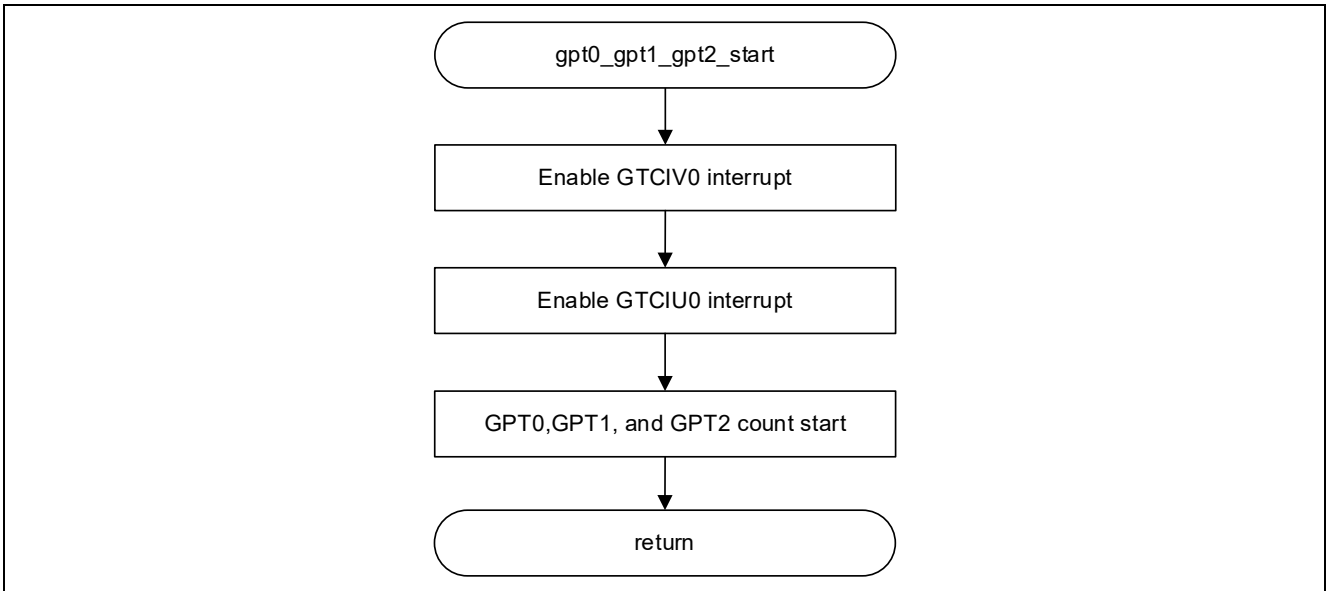 gpt0_gpt1_gpt2_start
Enable GTCIV0 interrupt
Enable GTCIU0 interrupt
GPT0,GPT1, and GPT2 count start
return